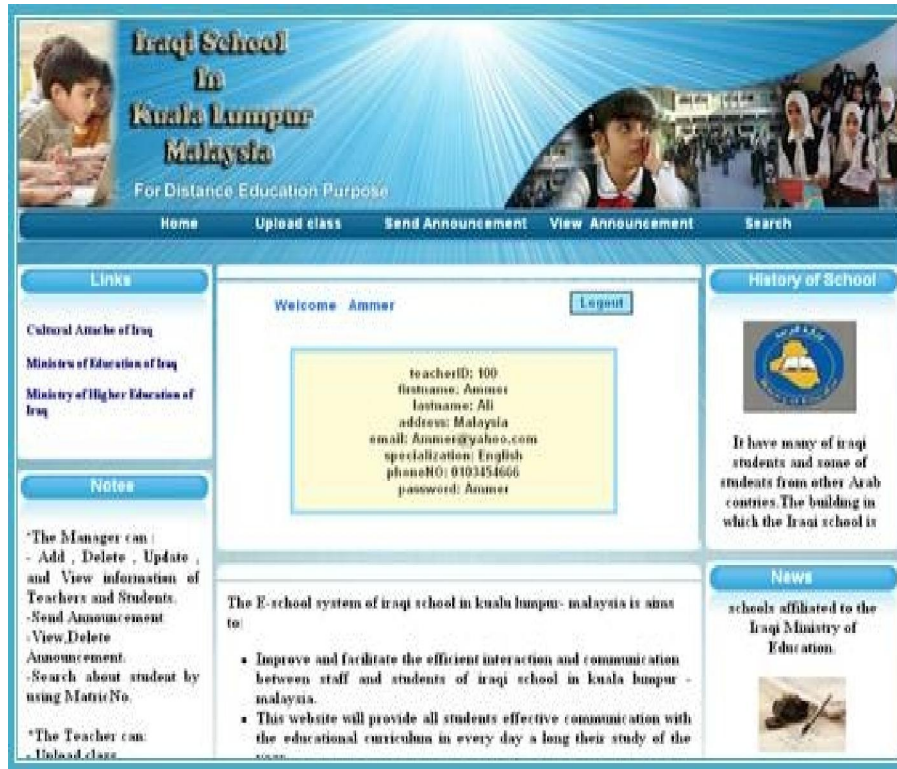 Iraqi School
In
Kuala Lumpur
Malaysia
For Distance Education Purpose
Home Upload class Send Announcement View Announcement Search
Links
Cultural Attache of Iraq
Ministry of Education of Iraq
Ministry of Higher Education of
Iraq
Notes
*The Manager can :
- Add , Delete , Update ,
and View information of
Teachers and Students.
-Send Announcement
-View,Delete
Announcement.
-Search about student by
using MatricNo.
*The Teacher can:
- Upload class
Welcome Ammer
Logout
teacherID: 100
firstname: Ammer
lastname: Ali
address: Malaysia
email: Ammer@yahoo.com
specialization: English
phoneNO: 0103454666
password: Ammer
The E-school system of iraqi school in kuala lumpur- malaysia is aims
to:
• Improve and facilitate the efficient interaction and communication
between staff and students of iraqi school in kuala lumpur -
malaysia.
• This website will provide all students effective communication with
the educational curriculum in every day a long their study of the
History of School
It have many of iraqi
students and some of
students from other Arab
contries.The building in
which the Iraqi school is
News
schools affiliated to the
Iraqi Ministry of
Education.